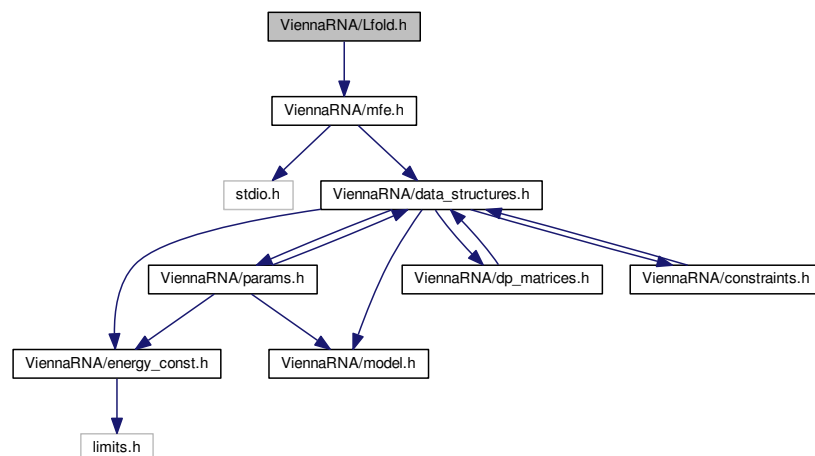 ViennaRNA/Lfold.h
ViennaRNA/mfe.h
stdio.h
ViennaRNA/data_structures.h
ViennaRNA/params.h
ViennaRNA/dp_matrices.h
ViennaRNA/constraints.h
ViennaRNA/energy_const.h
ViennaRNA/model.h
limits.h